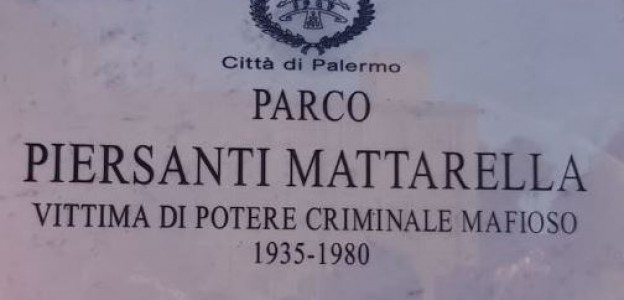 Città di Palermo
PARCO
PIERSANTI MATTARELLA
VITTIMA DI POTERE CRIMINALE MAFIOSO
1935-1980